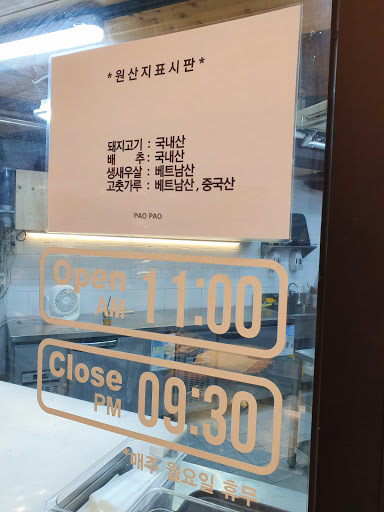 *원산지표시판*
돼지고기 : 국내산
배 추 : 국내산
생새우살 : 베트남산
고춧가루 : 베트남산 , 중국산
PAO PAO
Open AM 11:00
Close PM 09:30
*매주 월요일 휴무